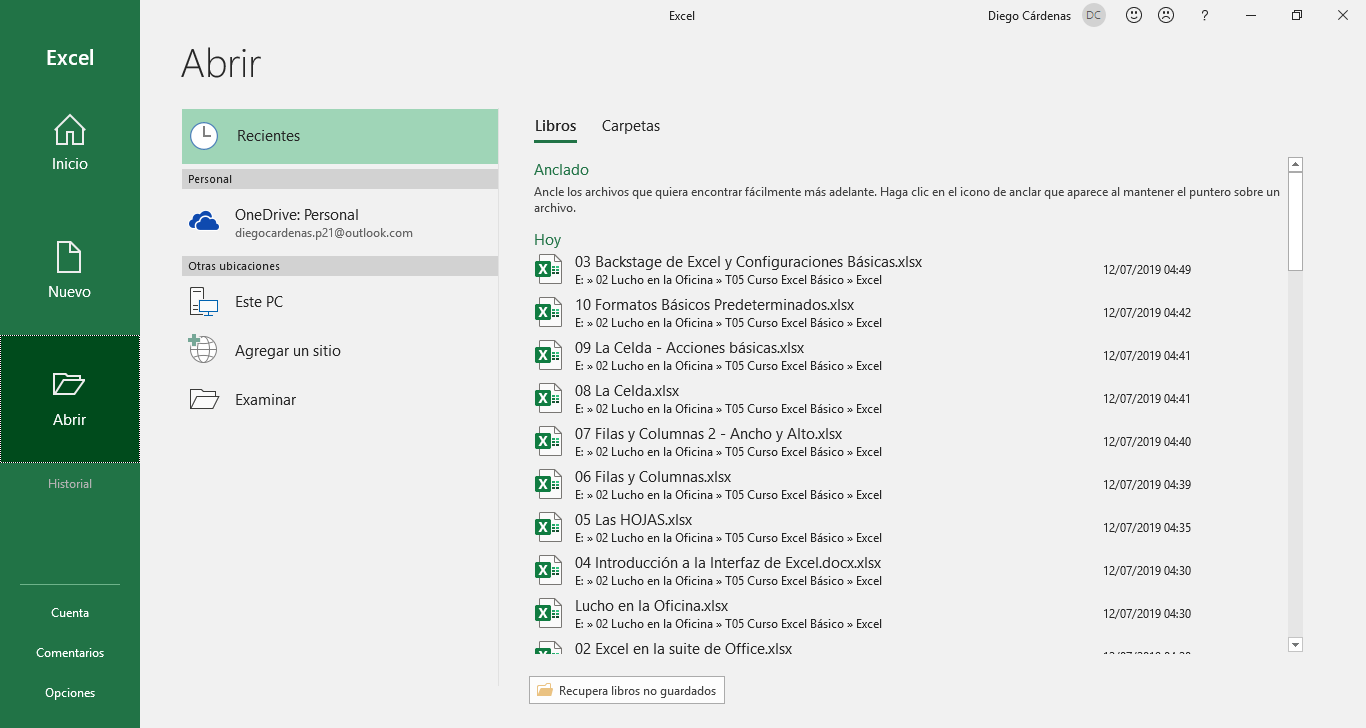 Excel
Diego Cárdenas
DC
?
Excel
Inicio
Nuevo
Abrir
Historial
Cuenta
Comentarios
Opciones
Abrir
Recientes
Personal
OneDrive: Personal
diegocardenas.p21@outlook.com
Otras ubicaciones
Este PC
Agregar un sitio
Examinar
Libros Carpetas
Anclado
Ancle los archivos que quiera encontrar fácilmente más adelante. Haga clic en el icono de anclar que aparece al mantener el puntero sobre un
archivo.
Hoy
03 Backstage de Excel y Configuraciones Básicas.xlsx
E: » 02 Lucho en la Oficina » T05 Curso Excel Básico » Excel
12/07/2019 04:49
10 Formatos Básicos Predeterminados.xlsx
E: » 02 Lucho en la Oficina » T05 Curso Excel Básico » Excel
12/07/2019 04:42
09 La Celda - Acciones básicas.xlsx
E: » 02 Lucho en la Oficina » T05 Curso Excel Básico » Excel
12/07/2019 04:41
08 La Celda.xlsx
E: » 02 Lucho en la Oficina » T05 Curso Excel Básico » Excel
12/07/2019 04:41
07 Filas y Columnas 2 - Ancho y Alto.xlsx
E: » 02 Lucho en la Oficina » T05 Curso Excel Básico » Excel
12/07/2019 04:40
06 Filas y Columnas.xlsx
E: » 02 Lucho en la Oficina » T05 Curso Excel Básico » Excel
12/07/2019 04:39
05 Las HOJAS.xlsx
E: » 02 Lucho en la Oficina » T05 Curso Excel Básico » Excel
12/07/2019 04:35
04 Introducción a la Interfaz de Excel.docx.xlsx
E: » 02 Lucho en la Oficina » T05 Curso Excel Básico » Excel
12/07/2019 04:30
Lucho en la Oficina.xlsx
E: » 02 Lucho en la Oficina » T05 Curso Excel Básico » Excel
12/07/2019 04:30
02 Excel en la suite de Office.xlsx
Recupera libros no guardados